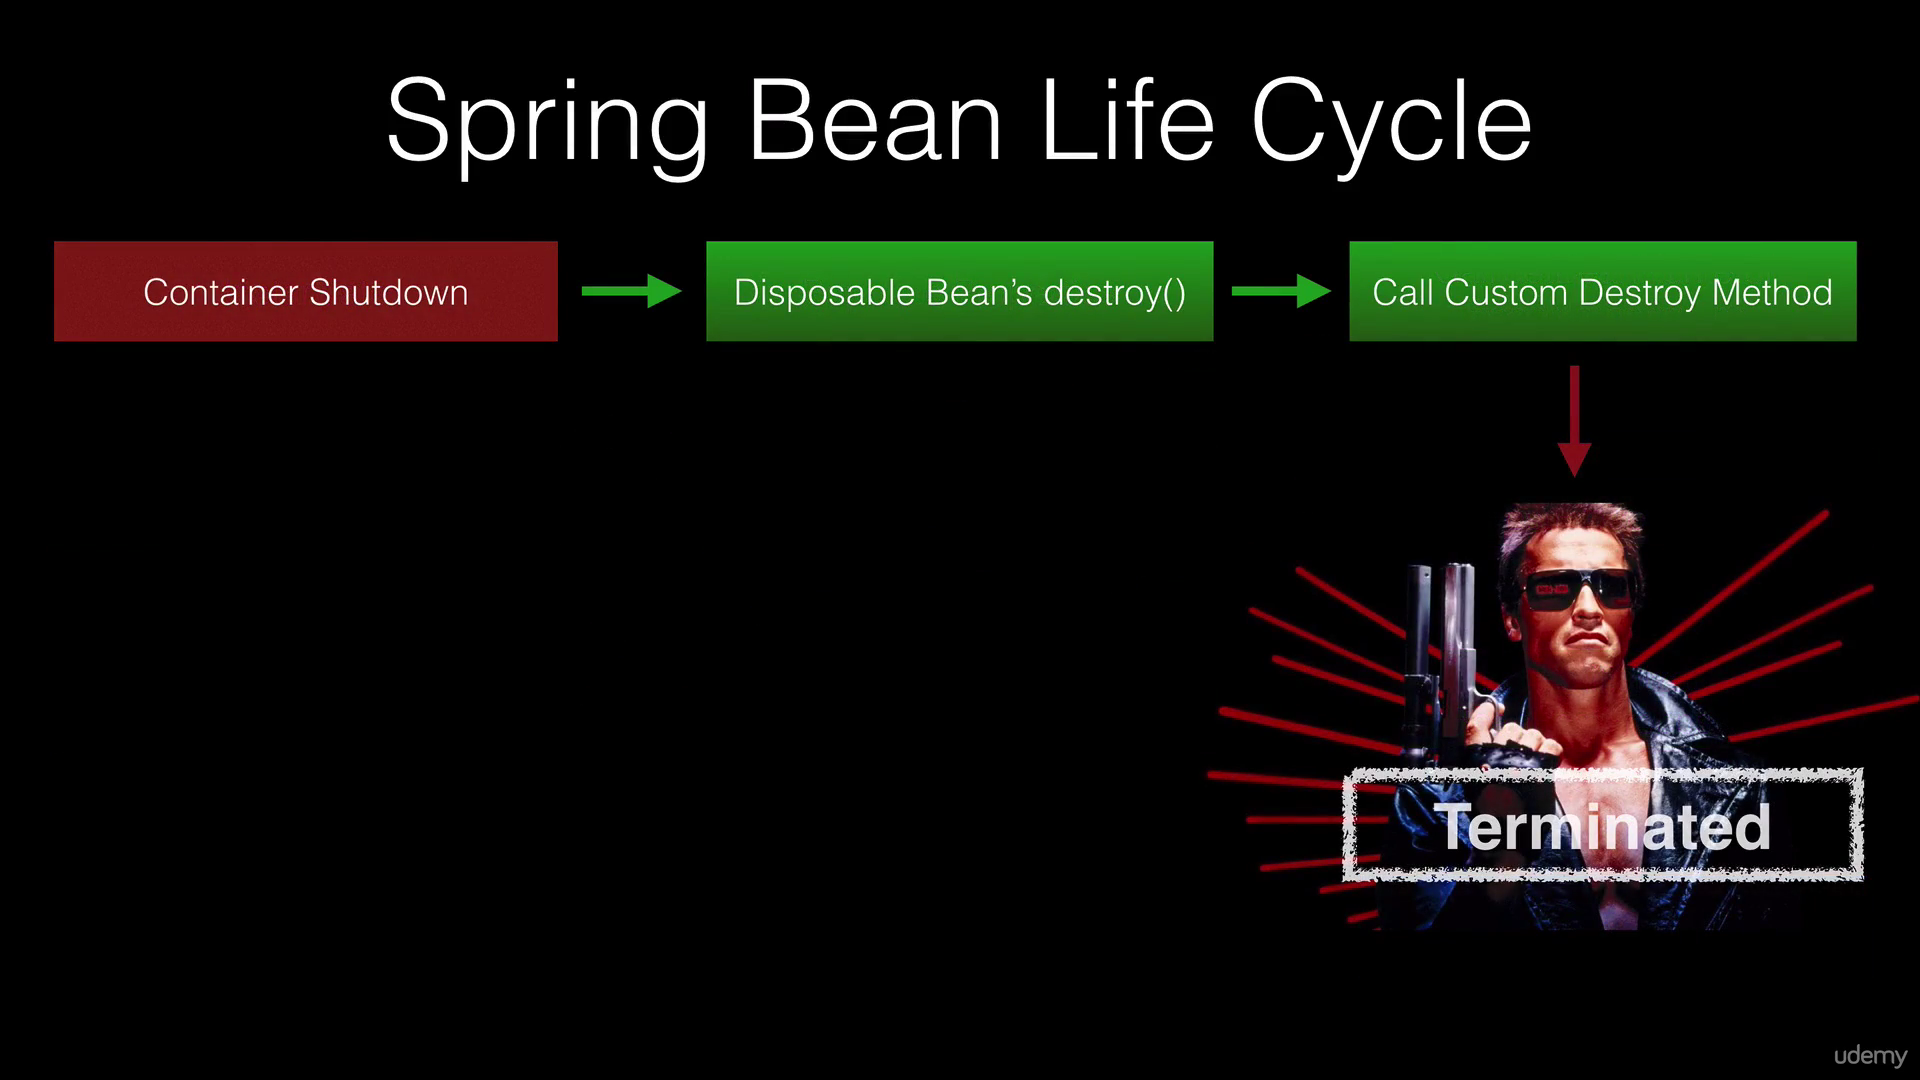 Spring Bean Life Cycle
Container Shutdown
Disposable Bean’s destroy()
Call Custom Destroy Method
Terminated
udemy